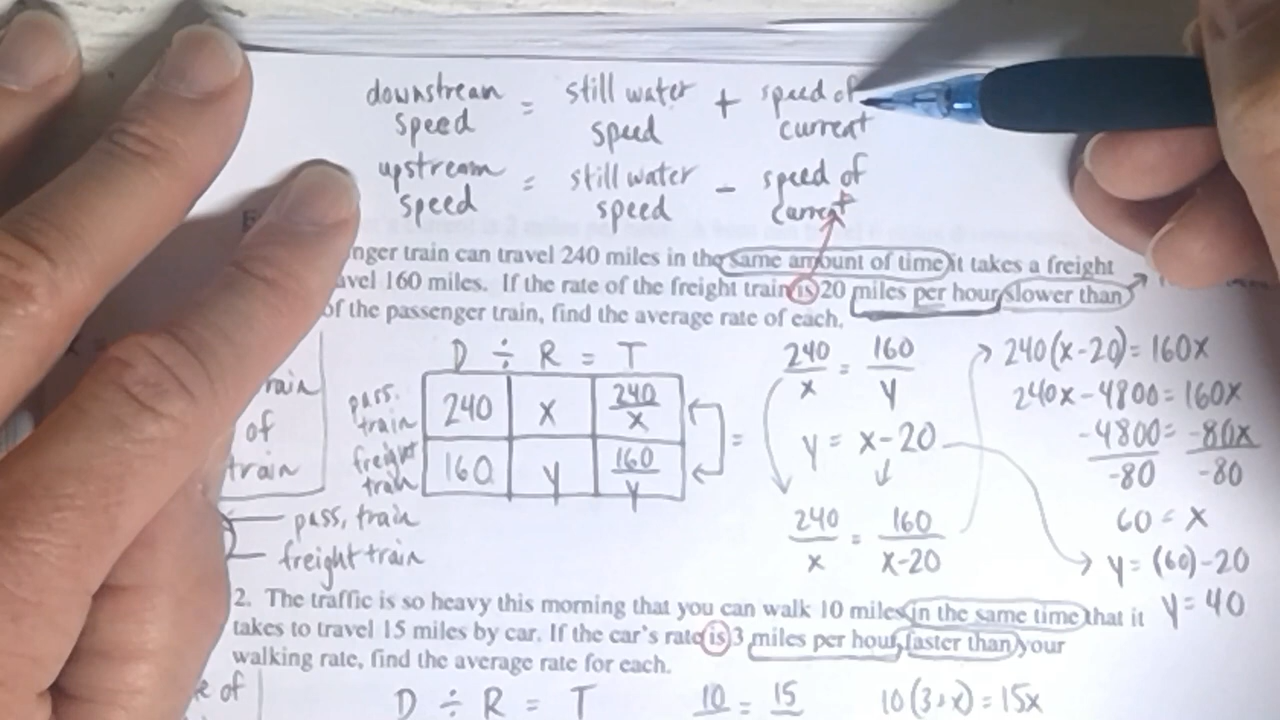 downstream = still water + speed of
speed speed current
upstream = still water - speed of
speed speed current
nger train can travel 240 miles in the same amount of time it takes a freight
avel 160 miles. If the rate of the freight train is 20 miles per hour slower than
of the passenger train, find the average rate of each.
D ÷ R = T
pass. train 240 x 240/x
freight train 160 y 160/y
=
240/x = 160/y
y = x-20
240/x = 160/x-20
240(x-20) = 160x
240x-4800 = 160x
-4800 = -80x
-80 -80
60 = x
y = (60)-20
y = 40
rain
of
train
pass, train
freight train
2. The traffic is so heavy this morning that you can walk 10 miles in the same time that it
takes to travel 15 miles by car. If the car's rate is 3 miles per hour faster than your
walking rate, find the average rate for each.
e of
D ÷ R = T
10 = 15
10(3+x) = 15x